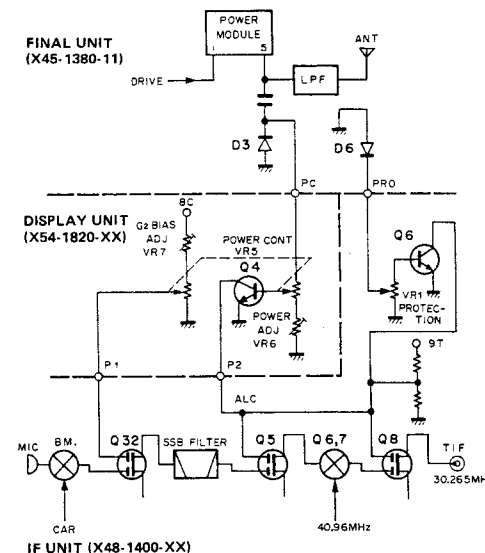 POWER
MODULE
1 5
ANT
FINAL UNIT
(X45-1380-11)
DRIVE
LPF
D3
D6
PC
PRO
8C
DISPLAY UNIT
(X54-1820-XX)
G2 BIAS
ADJ
VR7
POWER CONT
VR5
Q4
Q6
POWER
ADJ
VR6
VR1
PROTEC-
TION
9T
P1
P2
ALC
MIC
BM.
Q32
SSB FILTER
Q5
Q6,7
Q8
TIF
30.265MH
CAR
40.96MHz
IF UNIT (X48-1400-XX)